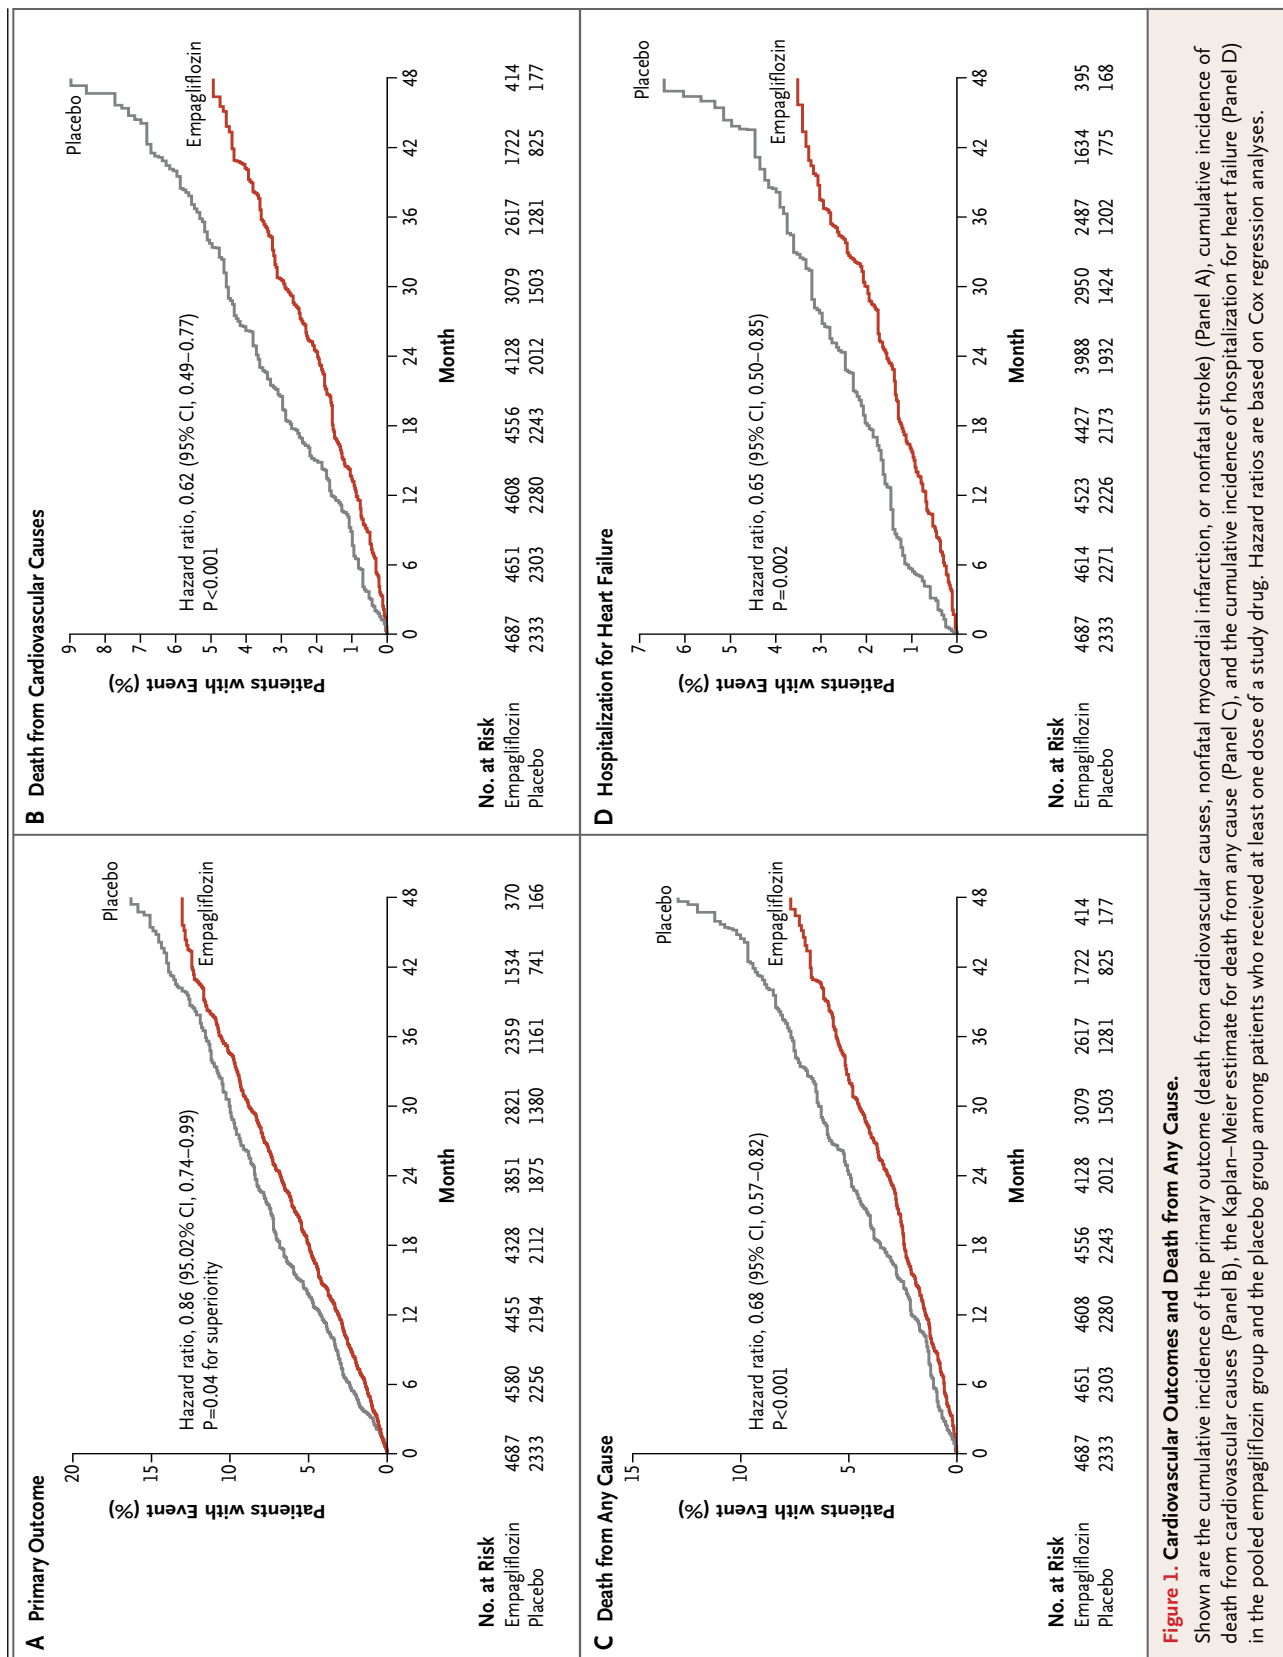 A Primary Outcome
Patients with Event (%)
20
15
10
5
0
Hazard ratio, 0.86 (95.02% CI, 0.74–0.99)
P=0.04 for superiority
Placebo
Empagliflozin
0 6 12 18 24 30 36 42 48
Month
No. at Risk
Empagliflozin 4687 4580 4455 4328 3851 2821 2359 1534 370
Placebo 2333 2256 2194 2112 1875 1380 1161 741 166
B Death from Cardiovascular Causes
Patients with Event (%)
9
8
7
6
5
4
3
2
1
0
Hazard ratio, 0.62 (95% CI, 0.49–0.77)
P<0.001
Placebo
Empagliflozin
0 6 12 18 24 30 36 42 48
Month
No. at Risk
Empagliflozin 4687 4651 4608 4556 4128 3079 2617 1722 414
Placebo 2333 2303 2280 2243 2012 1503 1281 825 177
C Death from Any Cause
Patients with Event (%)
15
10
5
0
Hazard ratio, 0.68 (95% CI, 0.57–0.82)
P<0.001
Placebo
Empagliflozin
0 6 12 18 24 30 36 42 48
Month
No. at Risk
Empagliflozin 4687 4651 4608 4556 4128 3079 2617 1722 414
Placebo 2333 2303 2280 2243 2012 1503 1281 825 177
D Hospitalization for Heart Failure
Patients with Event (%)
7
6
5
4
3
2
1
0
Hazard ratio, 0.65 (95% CI, 0.50–0.85)
P=0.002
Placebo
Empagliflozin
0 6 12 18 24 30 36 42 48
Month
No. at Risk
Empagliflozin 4687 4614 4523 4427 3988 2950 2487 1634 395
Placebo 2333 2271 2226 2173 1932 1424 1202 775 168
Figure 1. Cardiovascular Outcomes and Death from Any Cause.
Shown are the cumulative incidence of the primary outcome (death from cardiovascular causes, nonfatal myocardial infarction, or nonfatal stroke) (Panel A), cumulative incidence of
death from cardiovascular causes (Panel B), the Kaplan–Meier estimate for death from any cause (Panel C), and the cumulative incidence of hospitalization for heart failure (Panel D)
in the pooled empagliflozin group and the placebo group among patients who received at least one dose of a study drug. Hazard ratios are based on Cox regression analyses.